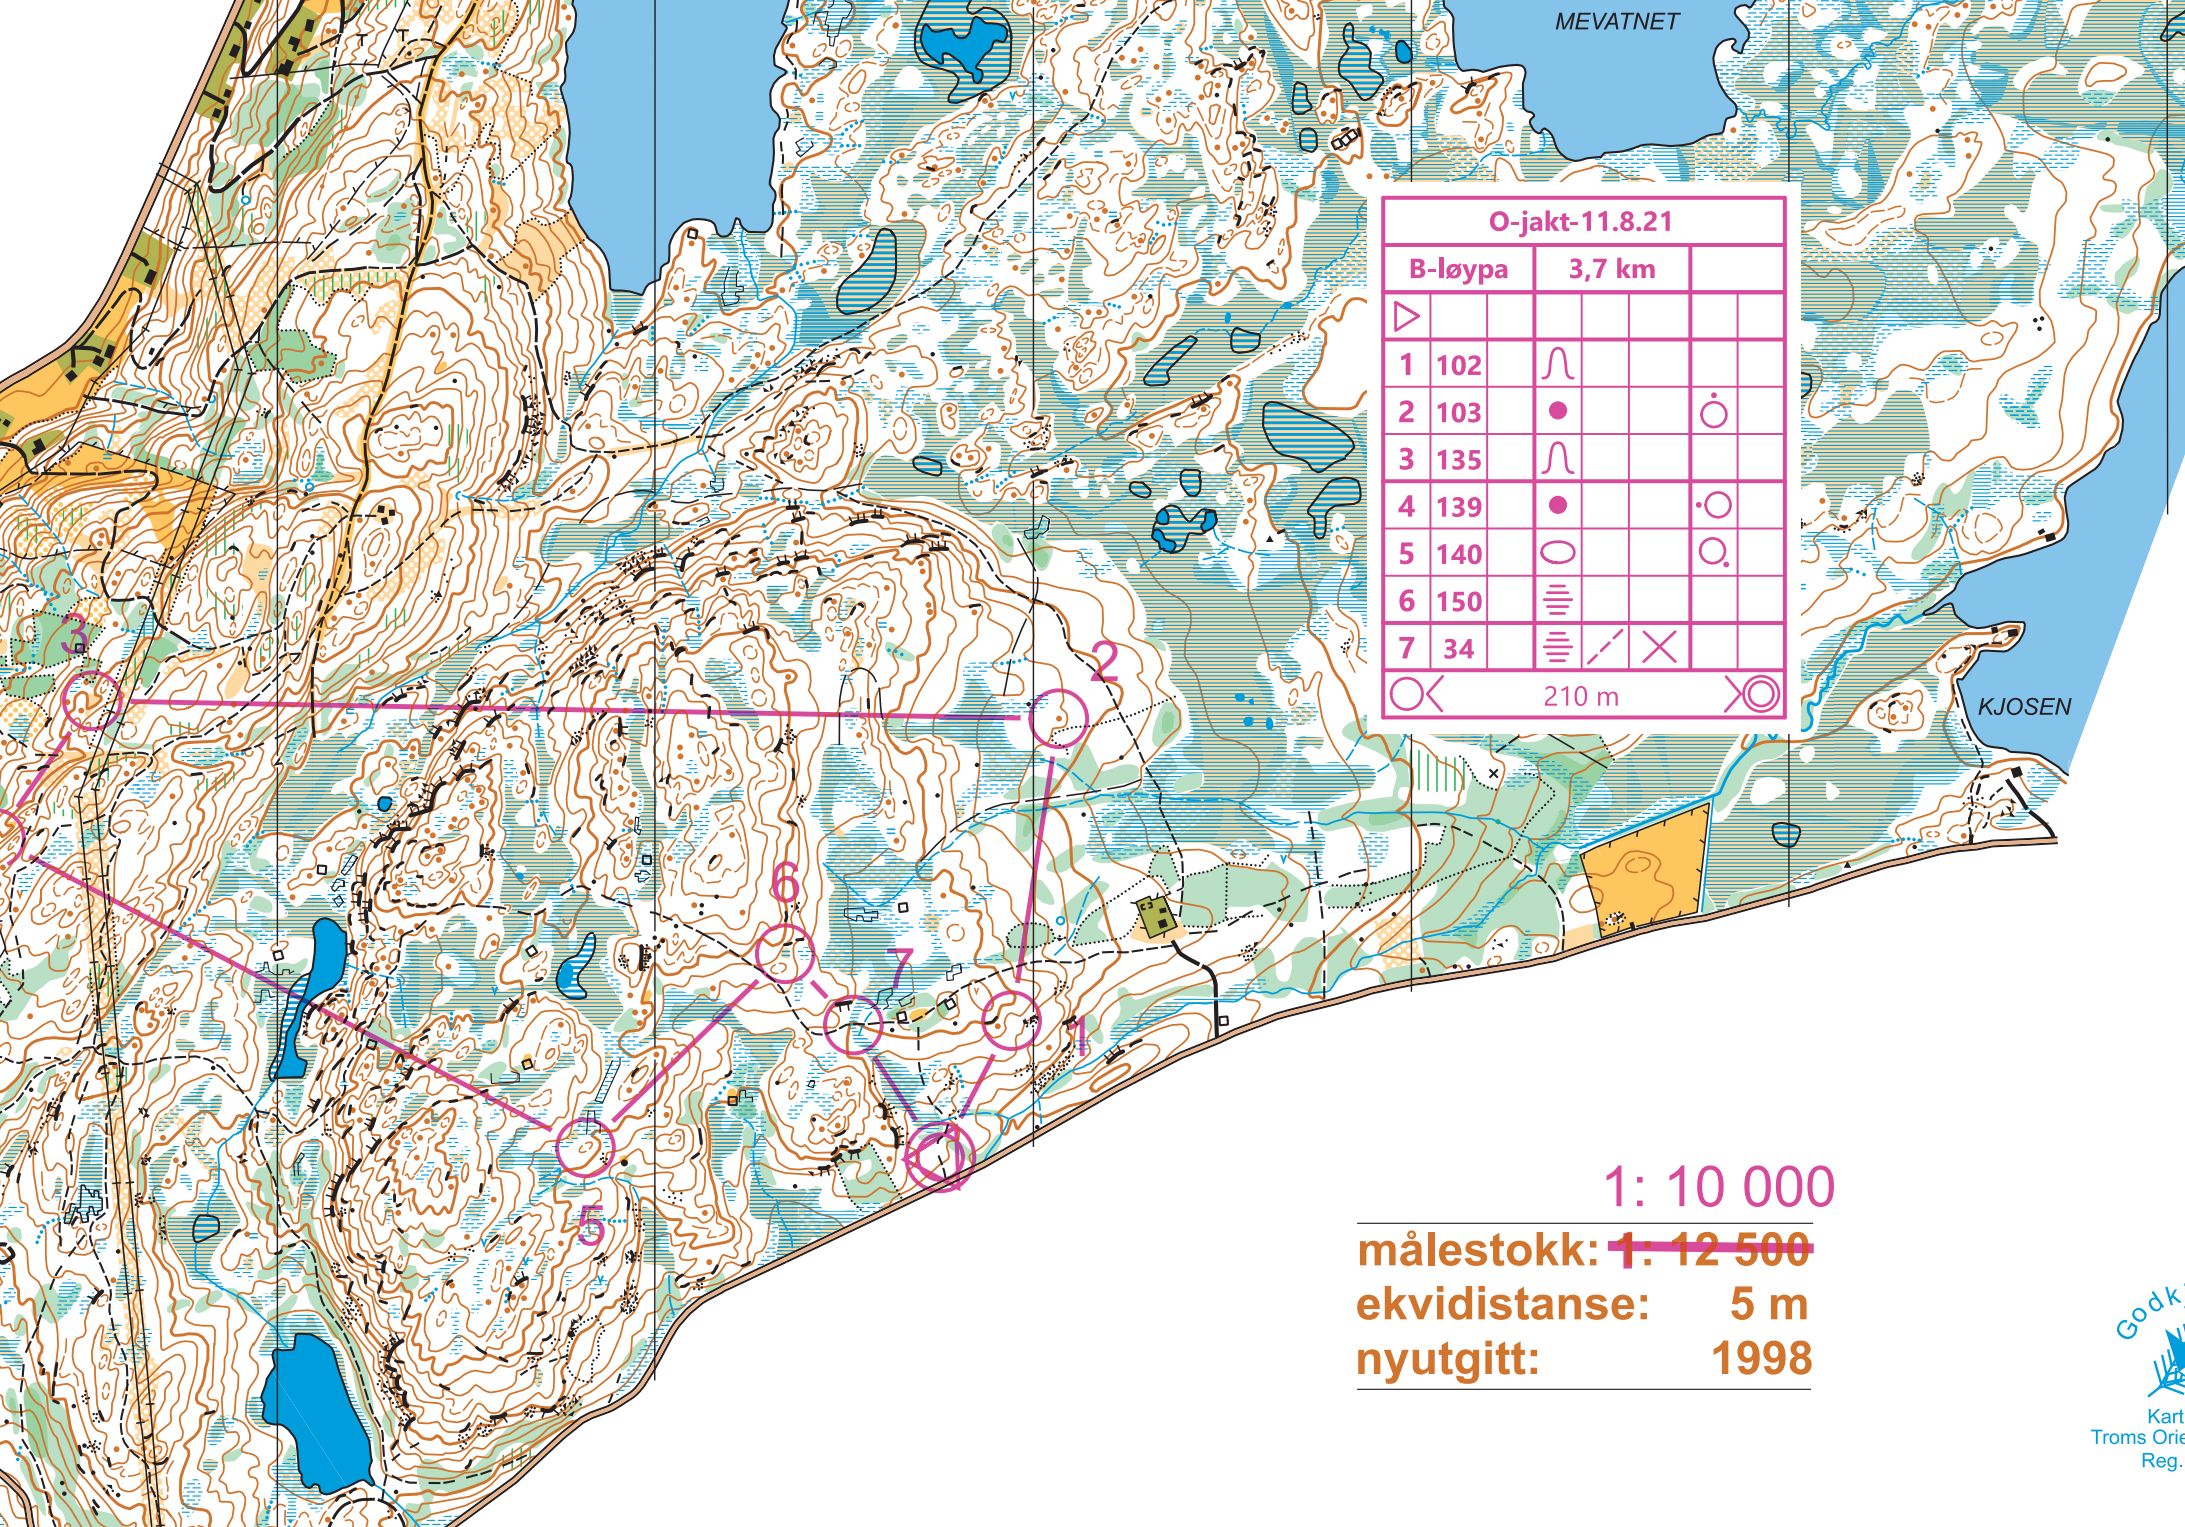 MEVATNET
O-jakt-11.8.21
B-løypa 3,7 km
1 102
2 103
3 135
4 139
5 140
6 150
7 34
210 m
KJOSEN
3
2
6
7
1
5
1: 10 000
målestokk: 1: 12 500
ekvidistanse: 5 m
nyutgitt: 1998
Godk
Kart
Troms Orie
Reg.